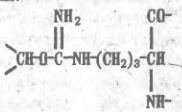 NH₂ CO-
CH-O-C-NH-(CH₂)₃-CH
NH-